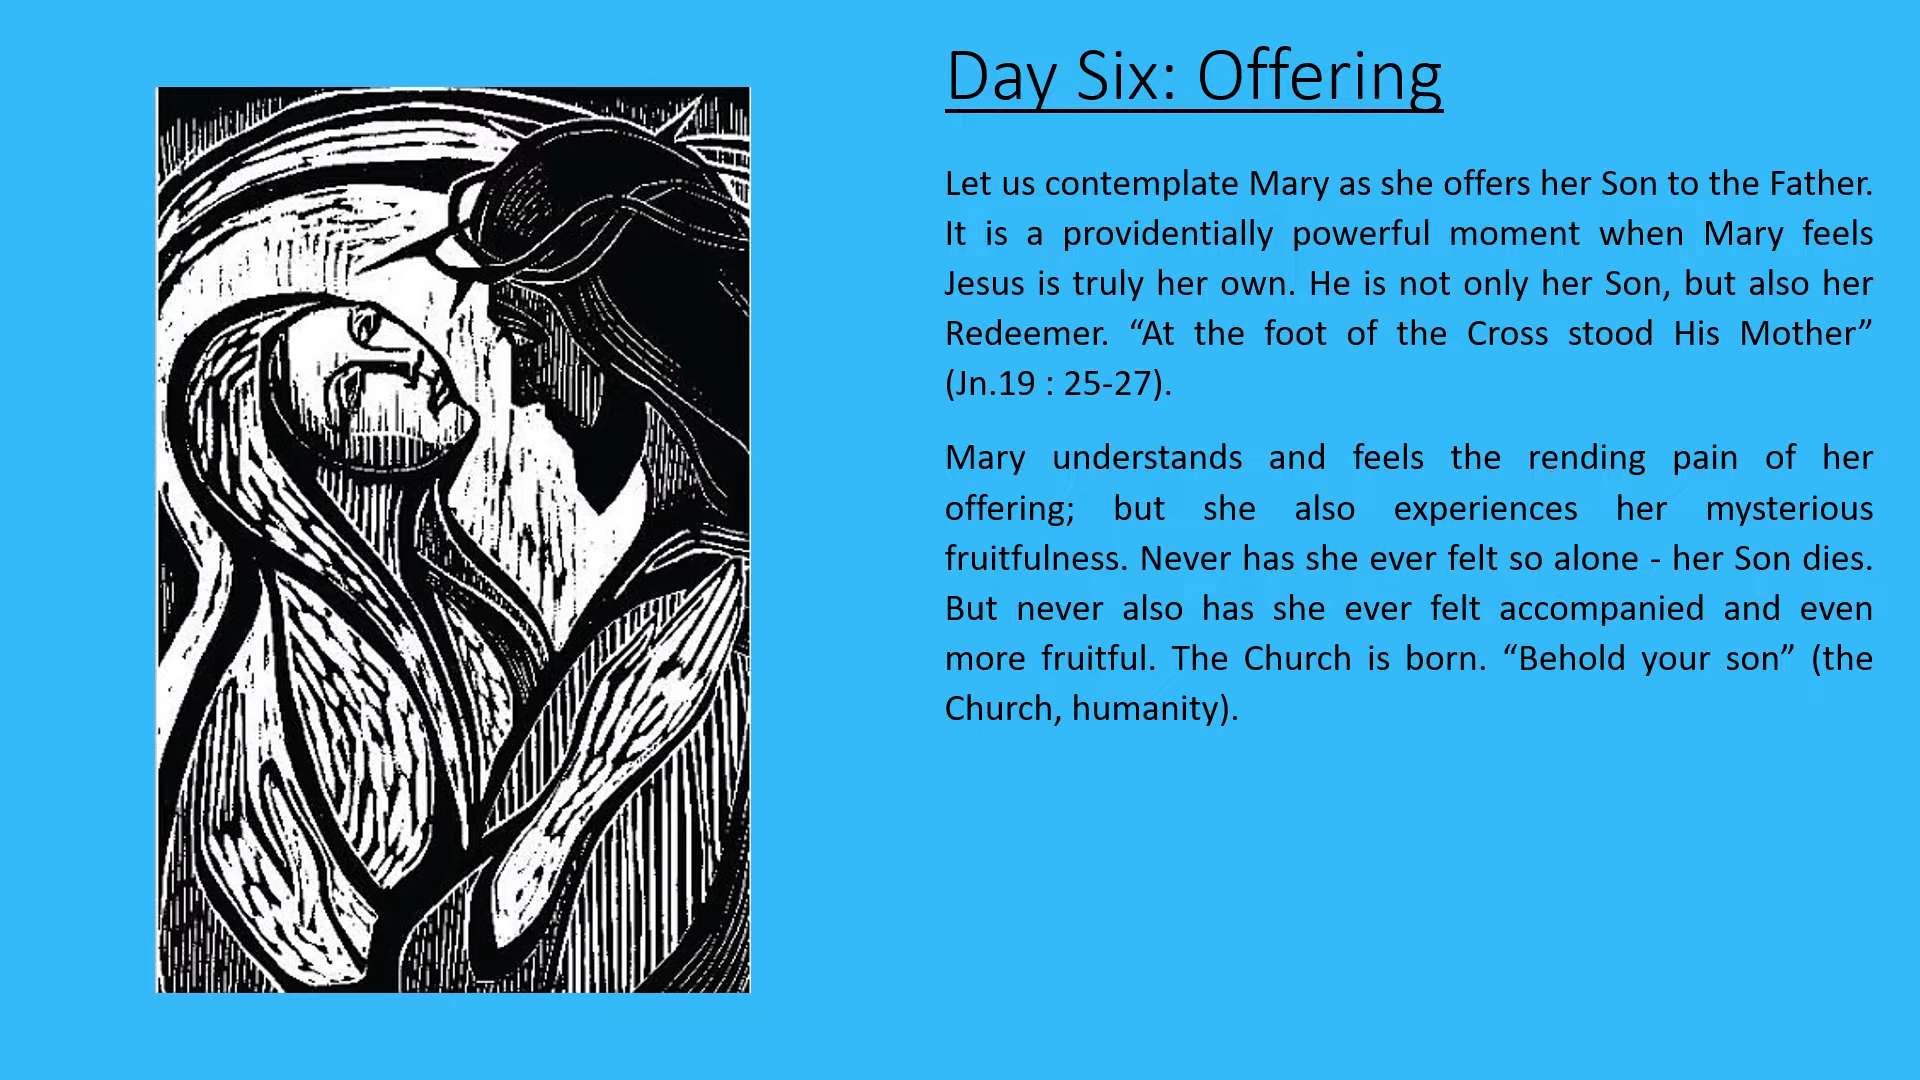 Day Six: Offering
Let us contemplate Mary as she offers her Son to the Father.
It is a providentially powerful moment when Mary feels
Jesus is truly her own. He is not only her Son, but also her
Redeemer. “At the foot of the Cross stood His Mother”
(Jn.19 : 25-27).
Mary understands and feels the rending pain of her
offering; but she also experiences her mysterious
fruitfulness. Never has she ever felt so alone - her Son dies.
But never also has she ever felt accompanied and even
more fruitful. The Church is born. “Behold your son” (the
Church, humanity).